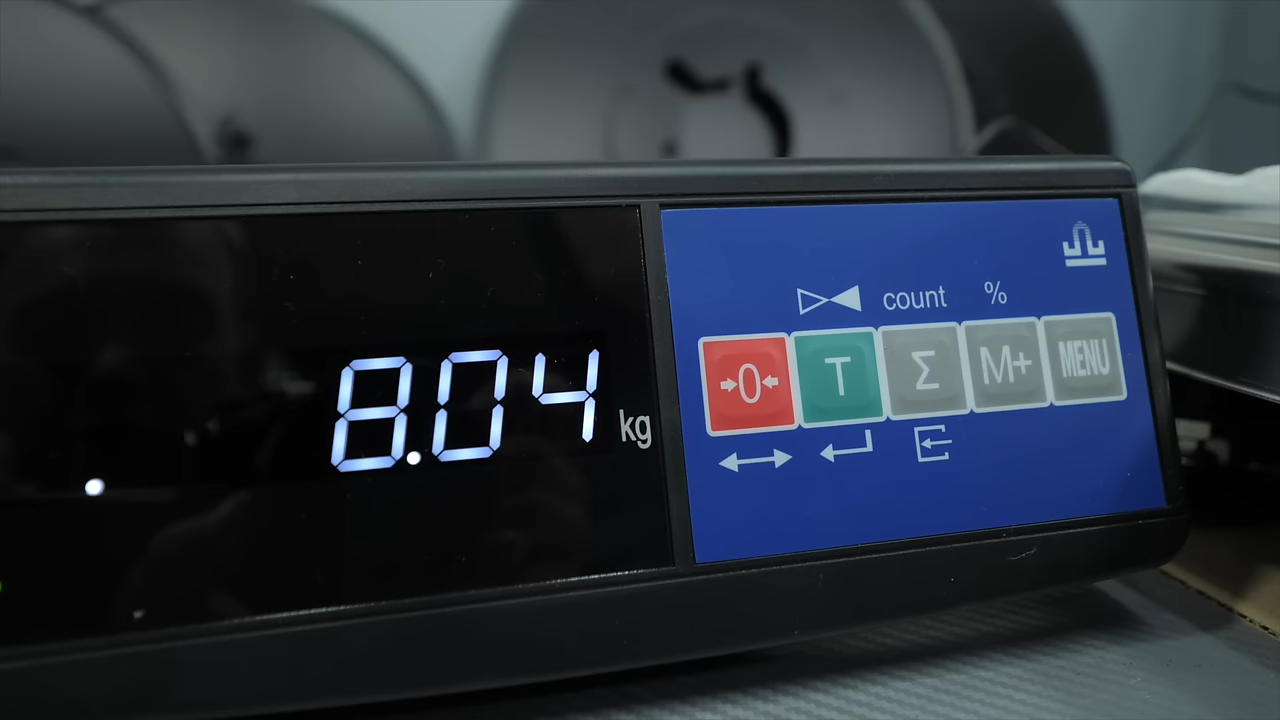 count %
8.04 kg
→0← T Σ M+ MENU